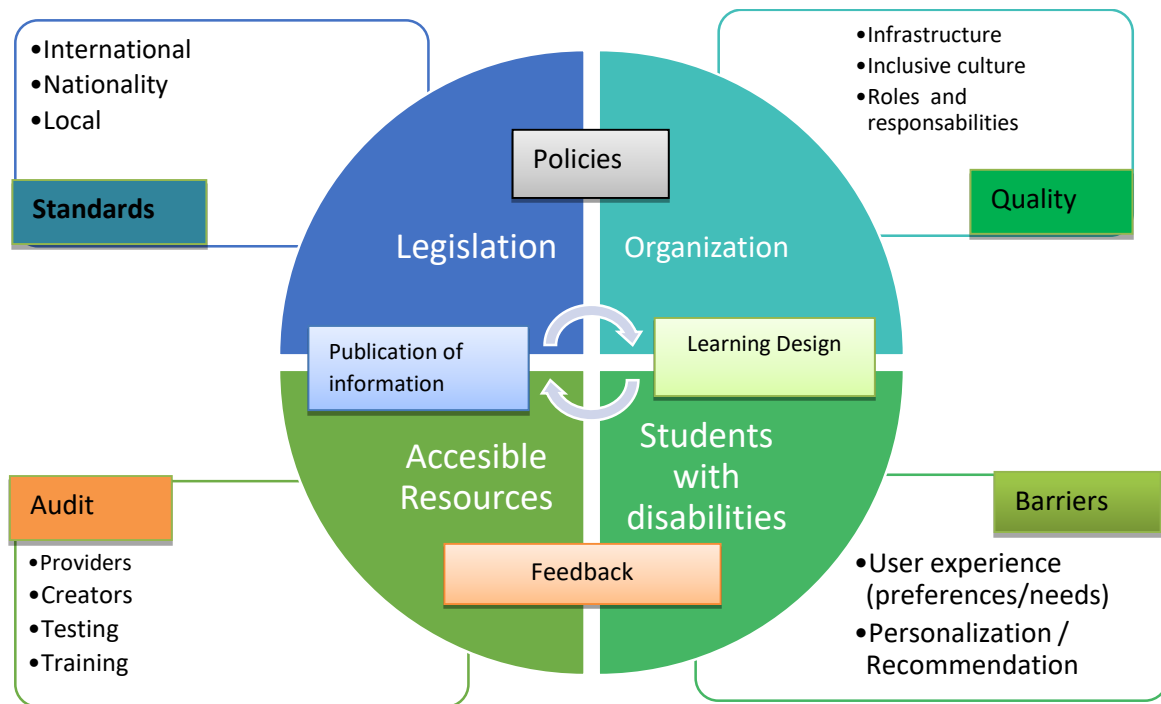 •International
•Nationality
•Local
Standards
•Infrastructure
•Inclusive culture
•Roles and
responsabilities
Quality
Policies
Legislation
Organization
Publication of
information
Learning Design
Accesible
Resources
Students
with
disabilities
Feedback
Audit
•Providers
•Creators
•Testing
•Training
Barriers
•User experience
(preferences/needs)
•Personalization /
Recommendation